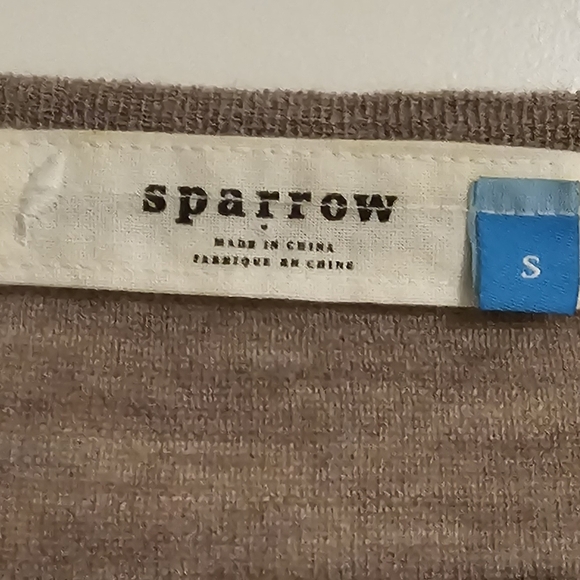 sparrow
MADE IN CHINA
FABRIQUE EN CHINE
S